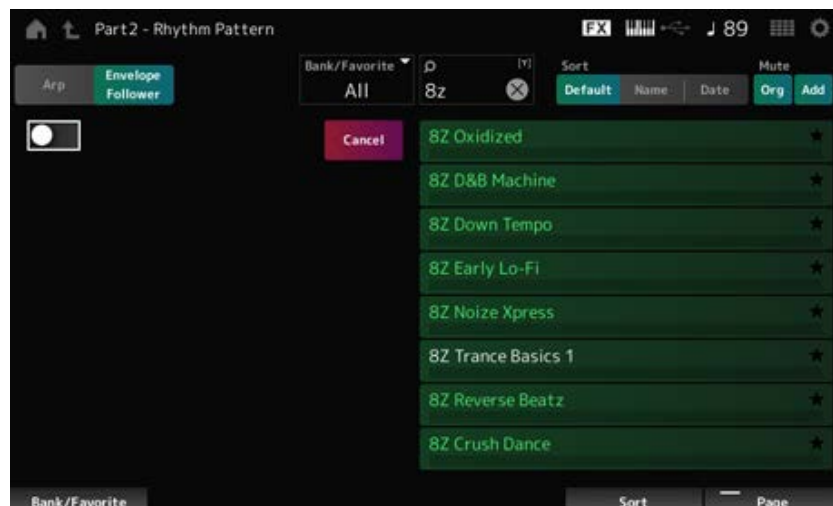 Part2 - Rhythm Pattern
FX
♩ 89
Arp
Envelope
Follower
Bank/Favorite
All
[Y]
8z
Sort
Default
Name
Date
Mute
Org
Add
Cancel
8Z Oxidized
8Z D&B Machine
8Z Down Tempo
8Z Early Lo-Fi
8Z Noize Xpress
8Z Trance Basics 1
8Z Reverse Beatz
8Z Crush Dance
Bank/Favorite
Sort
Page